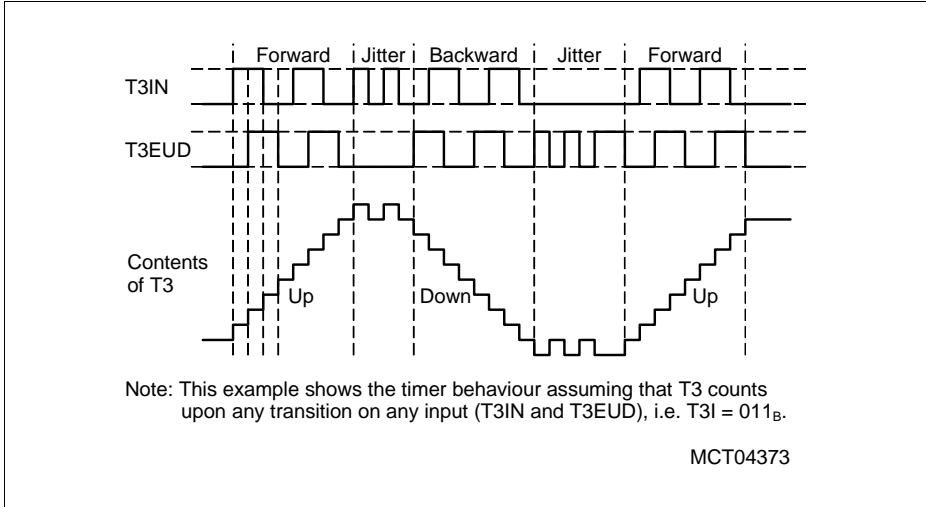 Forward Jitter Backward Jitter Forward
T3IN
T3EUD
Contents
of T3
Up Down Up
Note: This example shows the timer behaviour assuming that T3 counts
upon any transition on any input (T3IN and T3EUD), i.e. T3I = 011B.
MCT04373